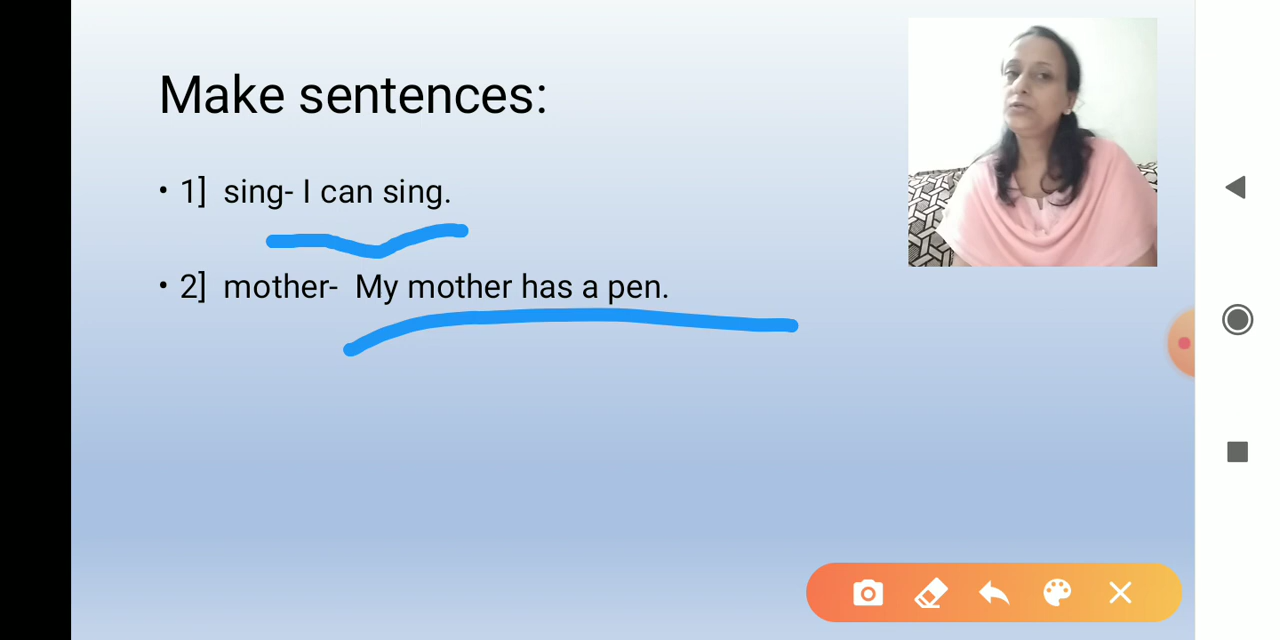 Make sentences:
• 1] sing- I can sing.
• 2] mother- My mother has a pen.